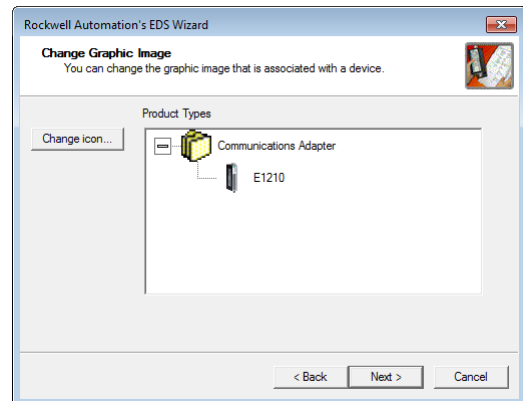 Rockwell Automation's EDS Wizard
Change Graphic Image
You can change the graphic image that is associated with a device.
Product Types
Change icon...
Communications Adapter
E1210
< Back
Next >
Cancel